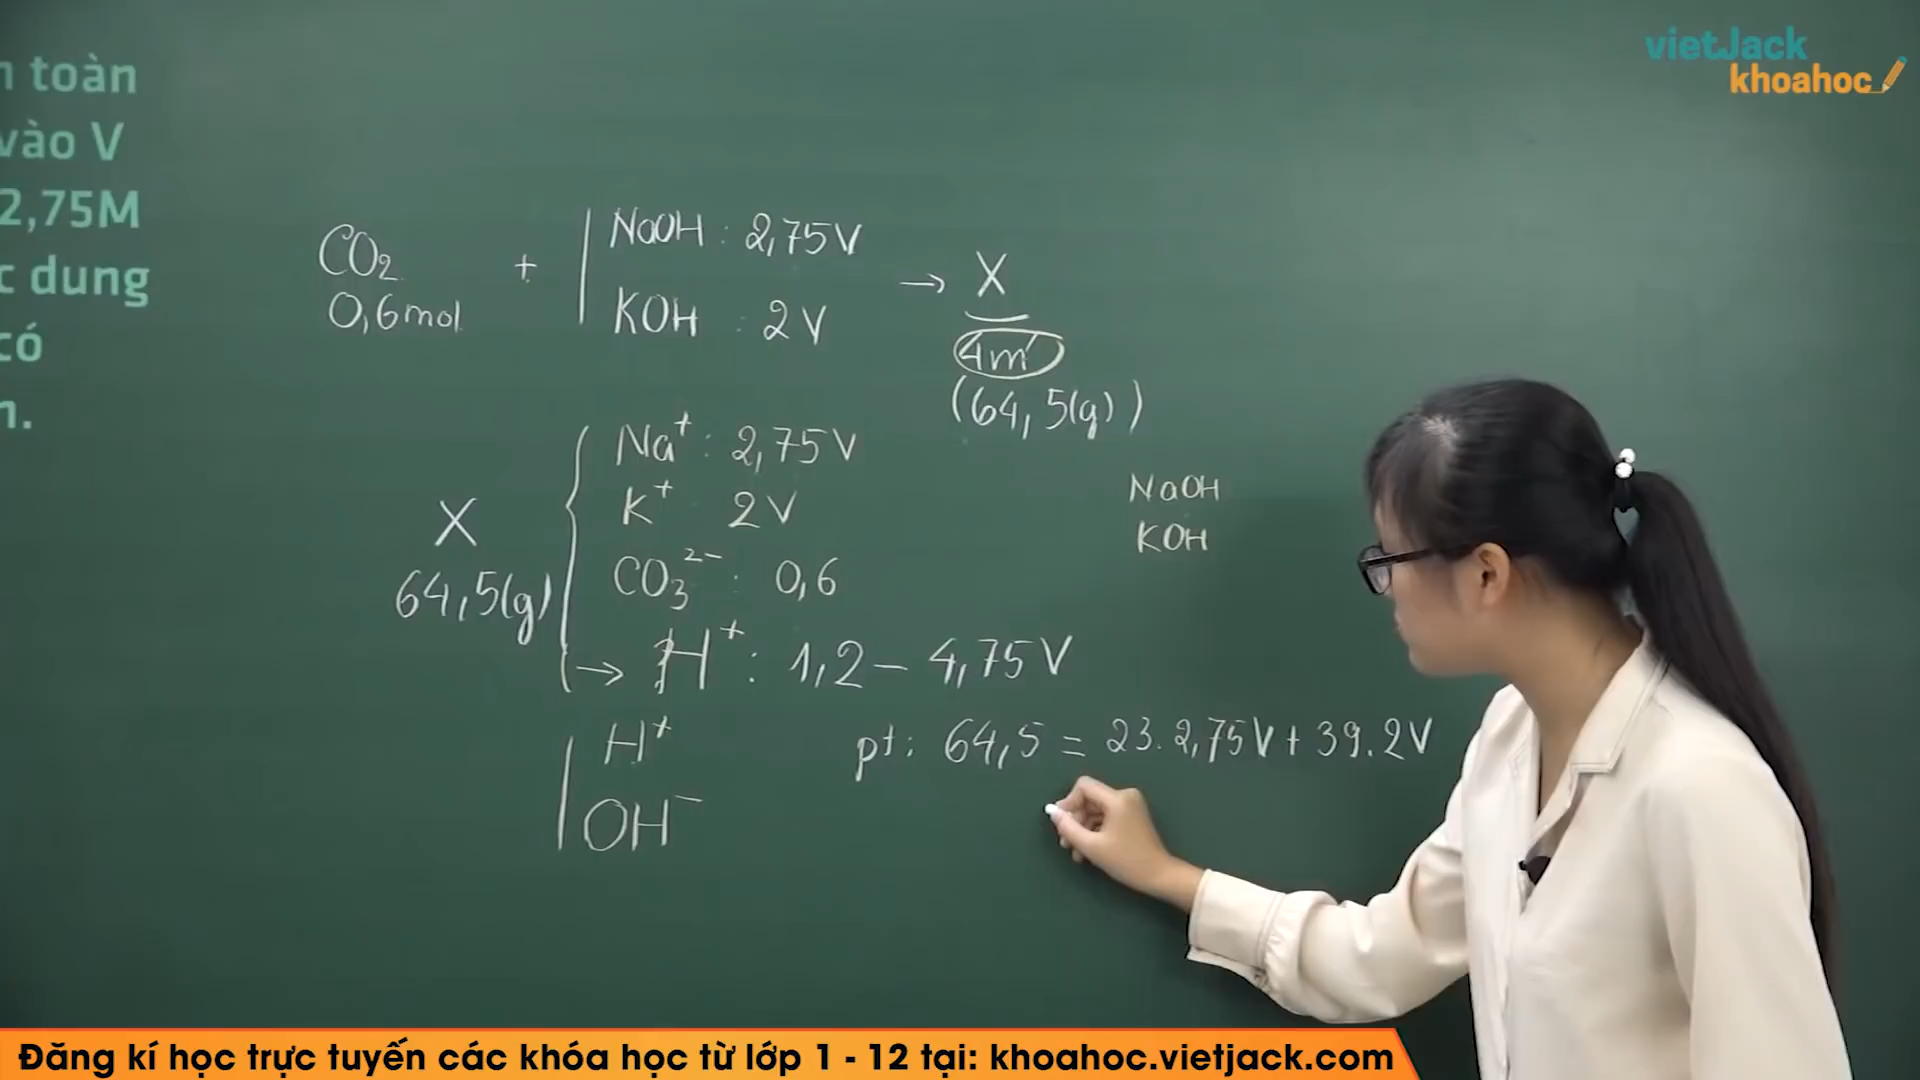 vietJack
khoahoc
n toàn
vào V
2,75M
c dung
có
n.
CO₂ + NaOH : 2,75V → X
0,6mol KOH : 2V
4m'
(64,5(g))
X
64,5(g)
Na⁺ : 2,75V
K⁺ 2V
CO₃²⁻ : 0,6
→ H⁺ : 1,2 – 4,75V
NaOH
KOH
H⁺
OH⁻
pt: 64,5 = 23.2,75V + 39.2V
Đăng kí học trực tuyến các khóa học từ lớp 1 - 12 tại: khoahoc.vietjack.com